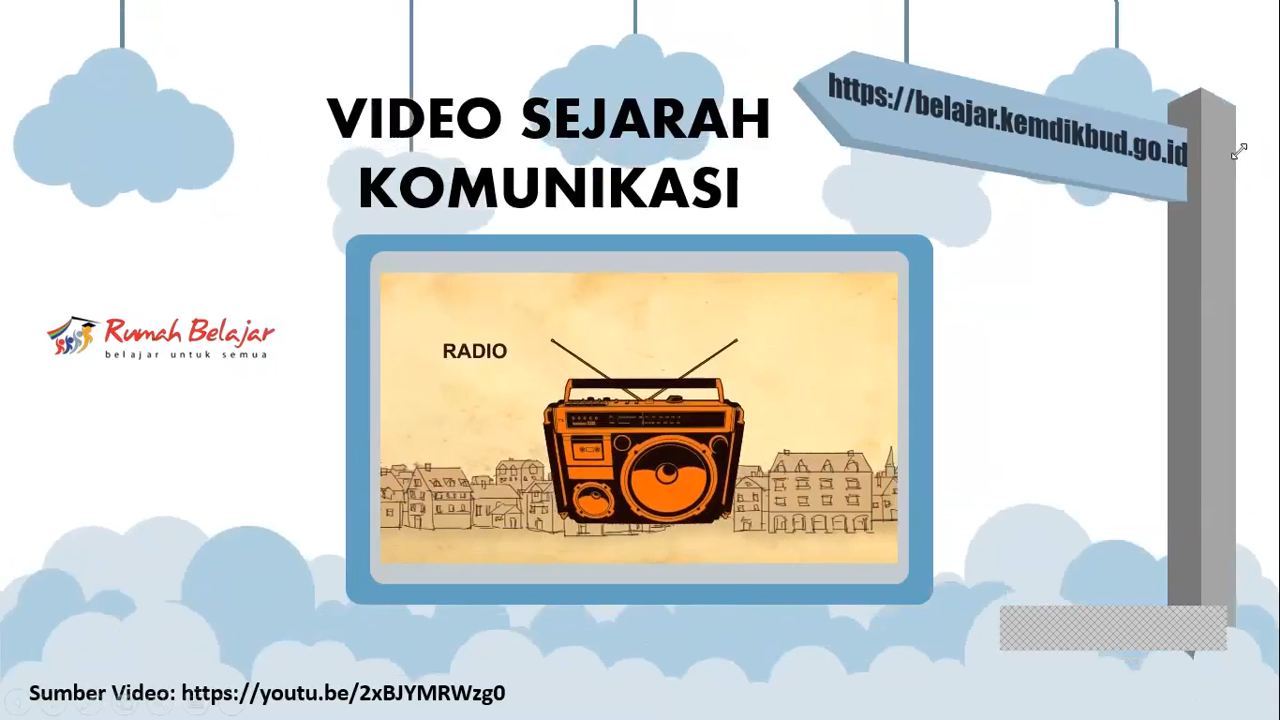 VIDEO SEJARAH
KOMUNIKASI
https://belajar.kemdikbud.go.id
Rumah Belajar
belajar untuk semua
RADIO
Sumber Video: https://youtu.be/2xBJYMRWzg0